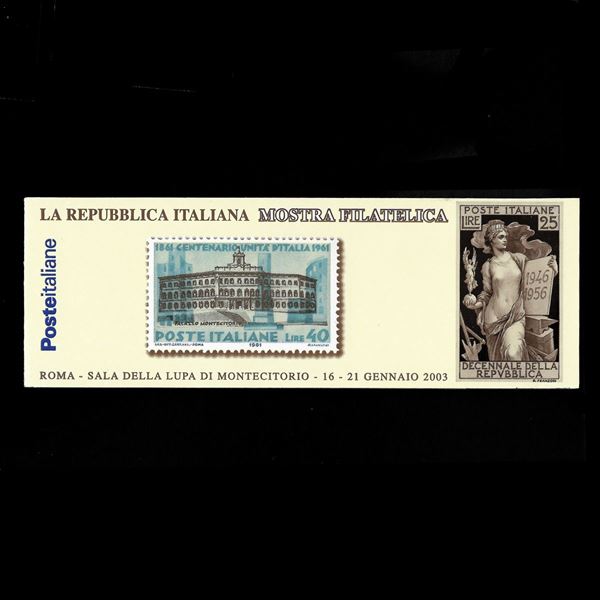 LA REPUBBLICA ITALIANA MOSTRA FILATELICA
Posteitaliane
1861 CENTENARIO UNITÀ D'ITALIA 1961
PALAZZO MONTECITORIO
POSTE ITALIANE LIRE 40
1961
ROMA - SALA DELLA LUPA DI MONTECITORIO - 16 - 21 GENNAIO 2003
POSTE ITALIANE
LIRE 25
1946
1956
DECENNALE DELLA
REPVBBLICA